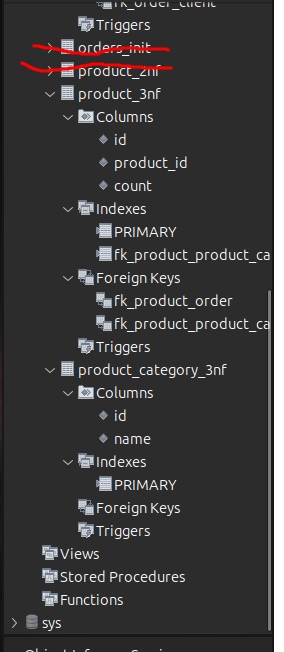 fk_order_client
Triggers
orders_init
product_2nf
product_3nf
Columns
id
product_id
count
Indexes
PRIMARY
fk_product_product_ca
Foreign Keys
fk_product_order
fk_product_product_ca
Triggers
product_category_3nf
Columns
id
name
Indexes
PRIMARY
Foreign Keys
Triggers
Views
Stored Procedures
Functions
sys